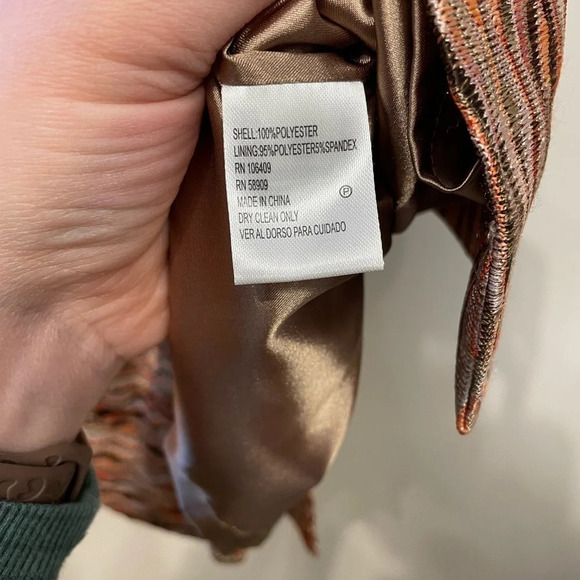 SHELL:100%POLYESTER
LINING:95%POLYESTER5%SPANDEX
RN 106409
RN 58909
MADE IN CHINA
DRY CLEAN ONLY
VER AL DORSO PARA CUIDADO
P